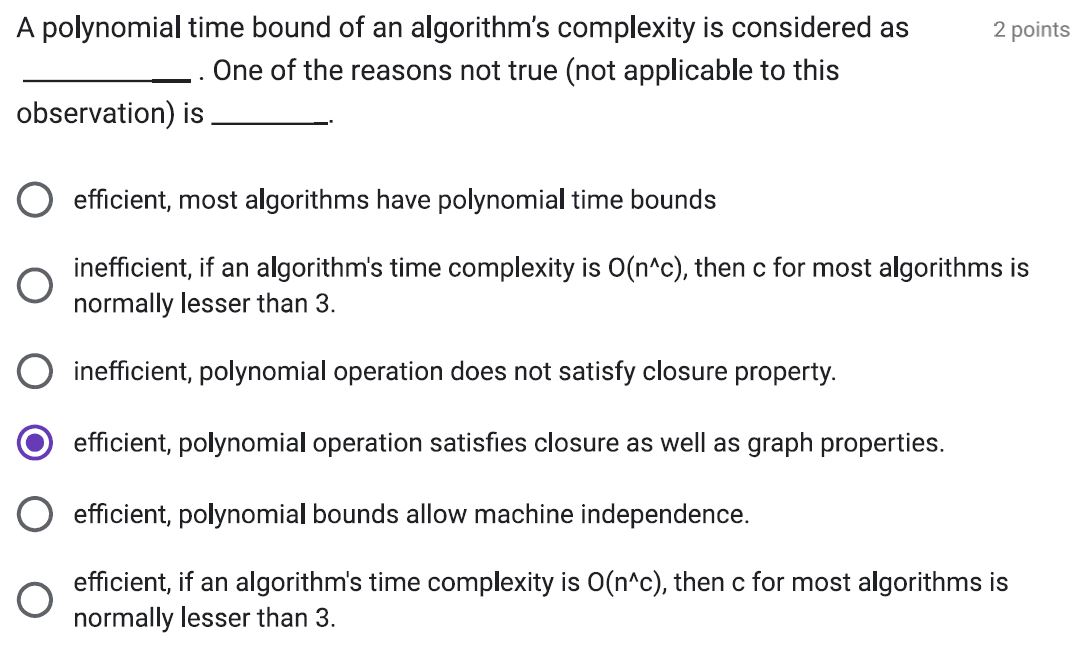 A polynomial time bound of an algorithm's complexity is considered as 2 points
____________ . One of the reasons not true (not applicable to this
observation) is ________.
efficient, most algorithms have polynomial time bounds
inefficient, if an algorithm's time complexity is O(n^c), then c for most algorithms is
normally lesser than 3.
inefficient, polynomial operation does not satisfy closure property.
efficient, polynomial operation satisfies closure as well as graph properties.
efficient, polynomial bounds allow machine independence.
efficient, if an algorithm's time complexity is O(n^c), then c for most algorithms is
normally lesser than 3.